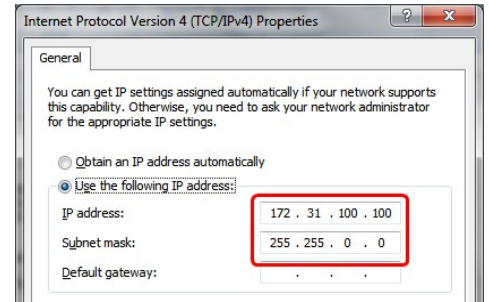 Internet Protocol Version 4 (TCP/IPv4) Properties
General
You can get IP settings assigned automatically if your network supports
this capability. Otherwise, you need to ask your network administrator
for the appropriate IP settings.
Obtain an IP address automatically
Use the following IP address:
IP address: 172 . 31 . 100 . 100
Subnet mask: 255 . 255 . 0 . 0
Default gateway: . . .